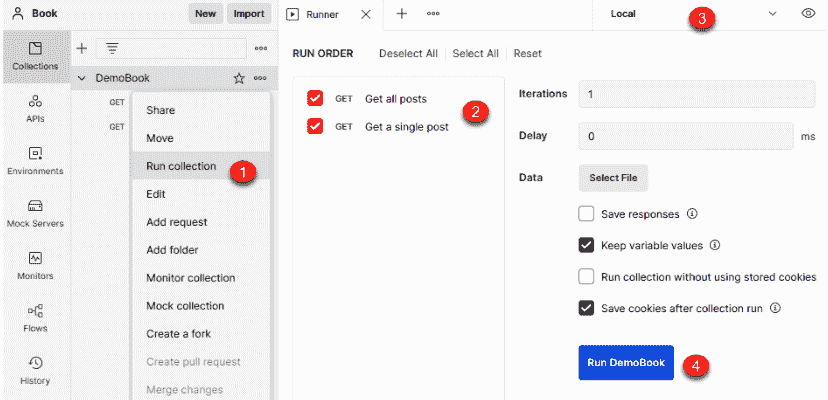 Book
New
Import
Collections
APIs
Environments
Mock Servers
Monitors
Flows
History
DemoBook
GET
GET
Share
Move
Run collection
1
Edit
Add request
Add folder
Monitor collection
Mock collection
Create a fork
Create pull request
Merge changes
Runner
Local
3
RUN ORDER
Deselect All
Select All
Reset
GET Get all posts
2
GET Get a single post
Iterations
1
Delay
0
ms
Data
Select File
Save responses
Keep variable values
Run collection without using stored cookies
Save cookies after collection run
Run DemoBook
4